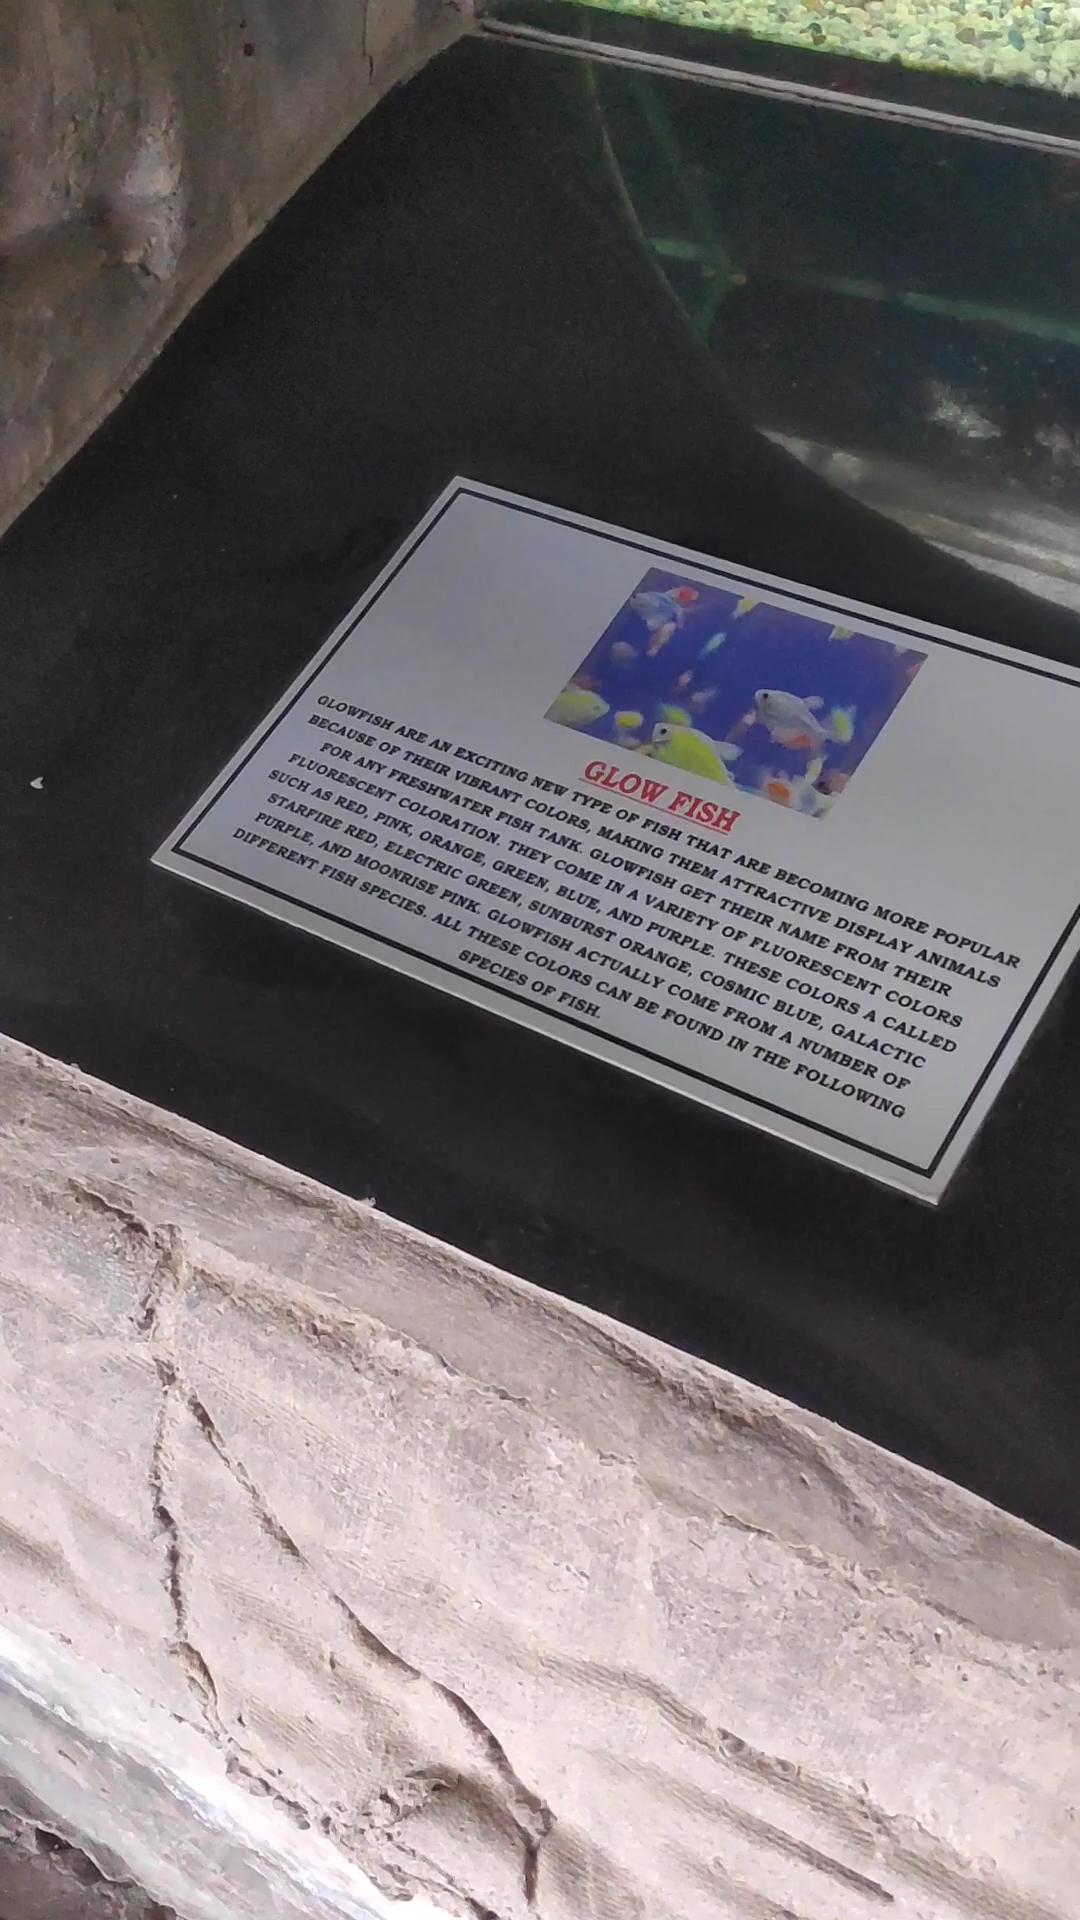 GLOW FISH
GLOWFISH ARE AN EXCITING NEW TYPE OF FISH THAT ARE BECOMING MORE POPULAR
BECAUSE OF THEIR VIBRANT COLORS, MAKING THEM ATTRACTIVE DISPLAY ANIMALS
FOR ANY FRESHWATER FISH TANK. GLOWFISH GET THEIR NAME FROM THEIR
FLUORESCENT COLORATION. THEY COME IN A VARIETY OF FLUORESCENT COLORS
SUCH AS RED, PINK, ORANGE, GREEN, BLUE, AND PURPLE. THESE COLORS A CALLED
STARFIRE RED, ELECTRIC GREEN, SUNBURST ORANGE, COSMIC BLUE, GALACTIC
PURPLE, AND MOONRISE PINK. GLOWFISH ACTUALLY COME FROM A NUMBER OF
DIFFERENT FISH SPECIES. ALL THESE COLORS CAN BE FOUND IN THE FOLLOWING
SPECIES OF FISH.